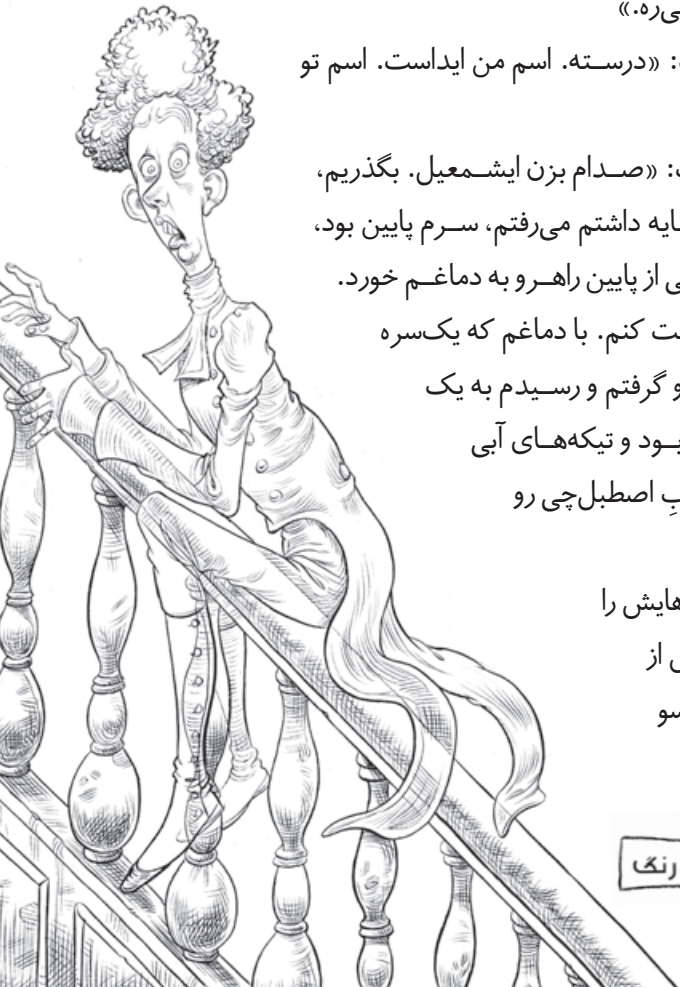 ی‌ره.»
: «درسته. اسم من ایداست. اسم تو
: «صدام بزن ایشمعیل. بگذریم،
ایه داشتم می‌رفتم، سرم پایین بود،
ی از پایین راهرو به دماغم خورد.
ت کنم. با دماغم که یک‌سره
و گرفتم و رسیدم به یک
بود و تیکه‌های آبی
بِ اصطبل‌چی رو
هایش را
از
سو
رنگ